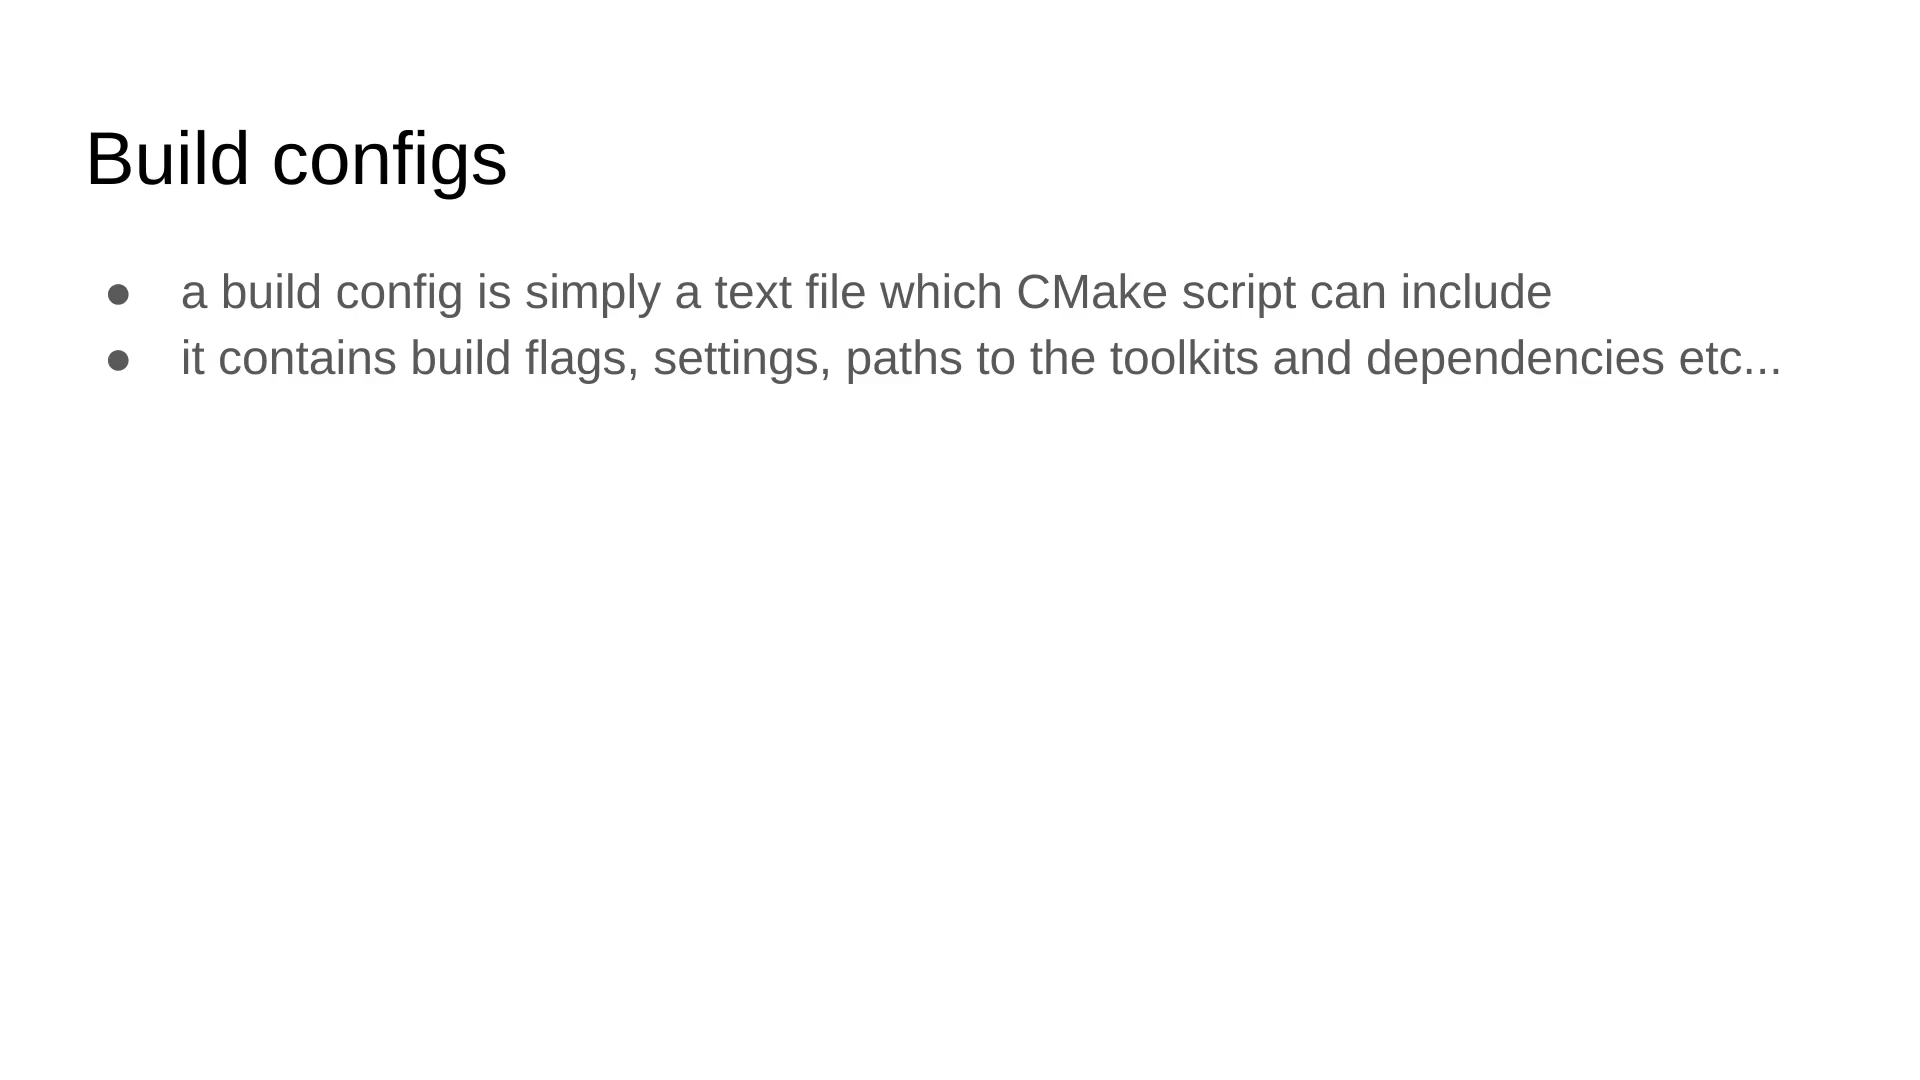 Build configs
● a build config is simply a text file which CMake script can include
● it contains build flags, settings, paths to the toolkits and dependencies etc...